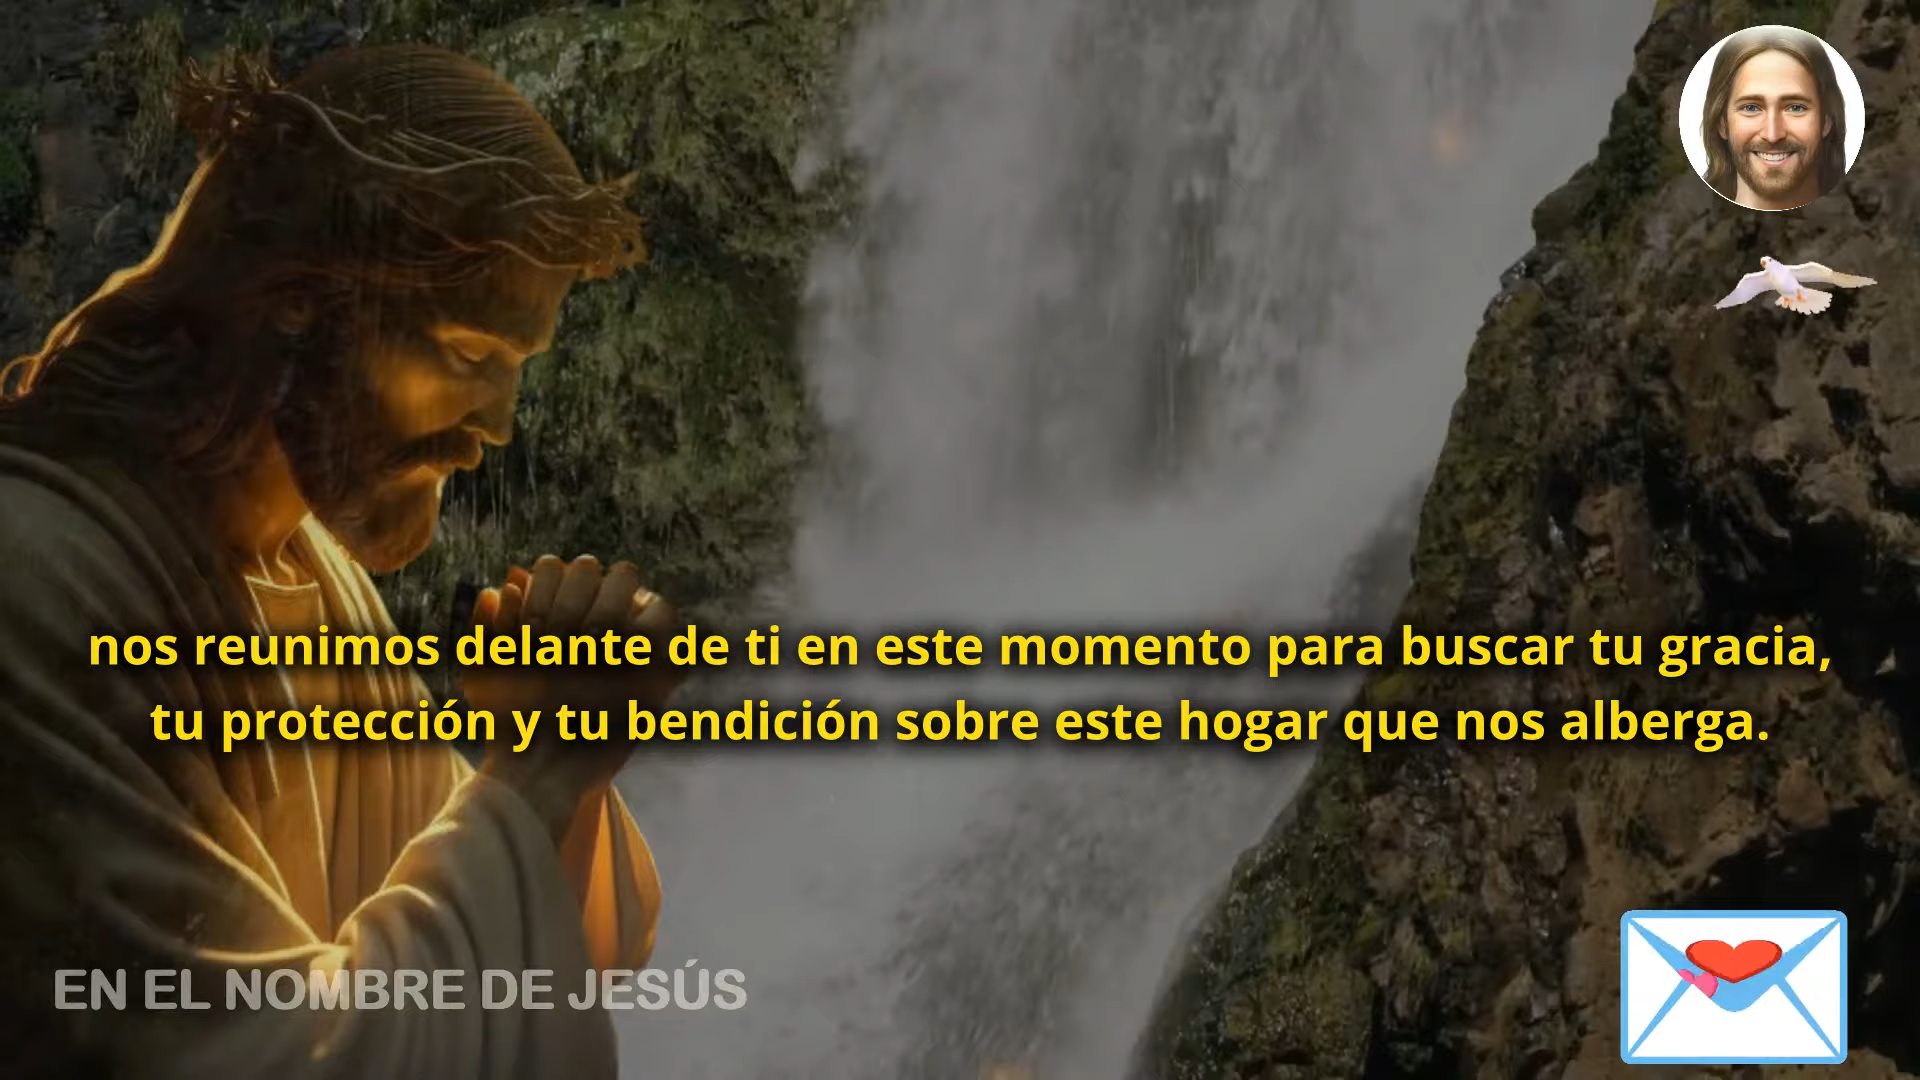 nos reunimos delante de ti en este momento para buscar tu gracia,
tu protección y tu bendición sobre este hogar que nos alberga.
EN EL NOMBRE DE JESÚS